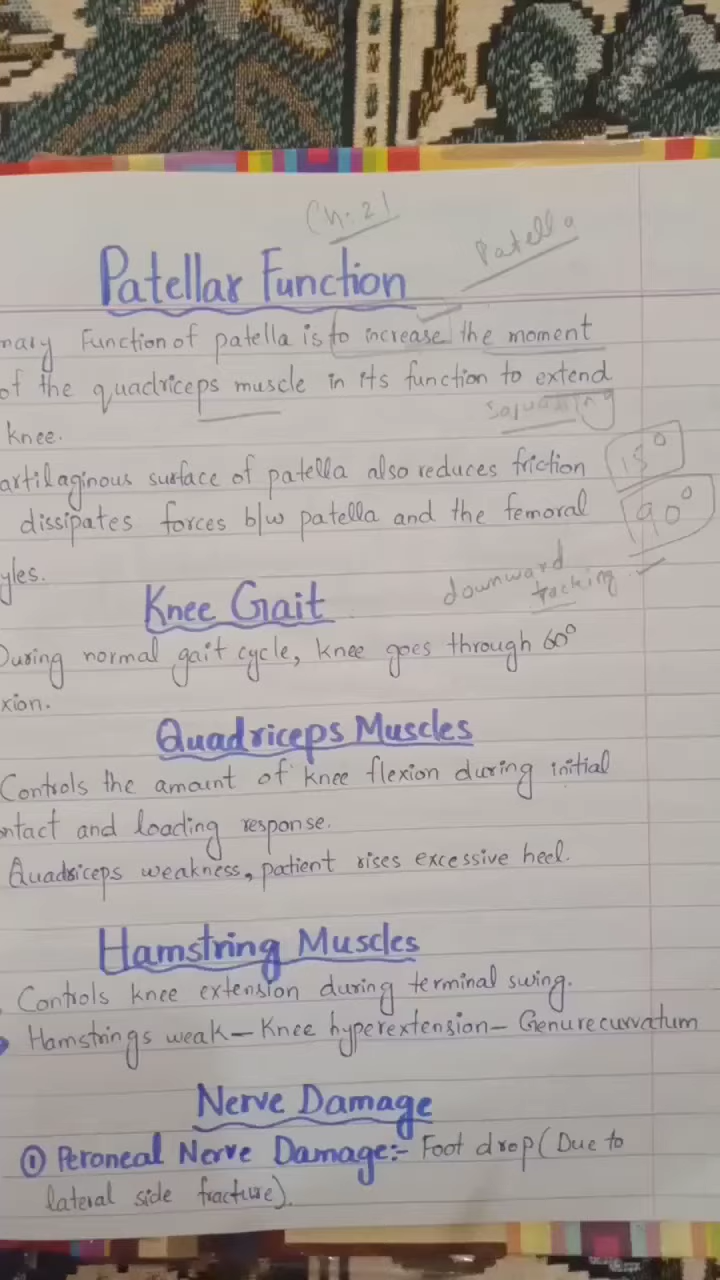 Ch. 21
Patella
Patellar Function
mary Function of patella is to increase the moment
of the quadriceps muscle in its function to extend
knee.
artilaginous surface of patella also reduces friction
15°
dissipates forces b/w patella and the femoral
90°
yles.
downward
Knee Gait
During normal gait cycle, knee goes through 60°
xion.
Quadriceps Muscles
Controls the amount of knee flexion during initial
ntact and loading response.
Quadriceps weakness, patient rises excessive heel.
Hamstring Muscles
Controls knee extension during terminal swing.
Hamstrings weak – Knee hyperextension – Genurecurvatum
Nerve Damage
① Peroneal Nerve Damage:- Foot drop (Due to
lateral side fracture).